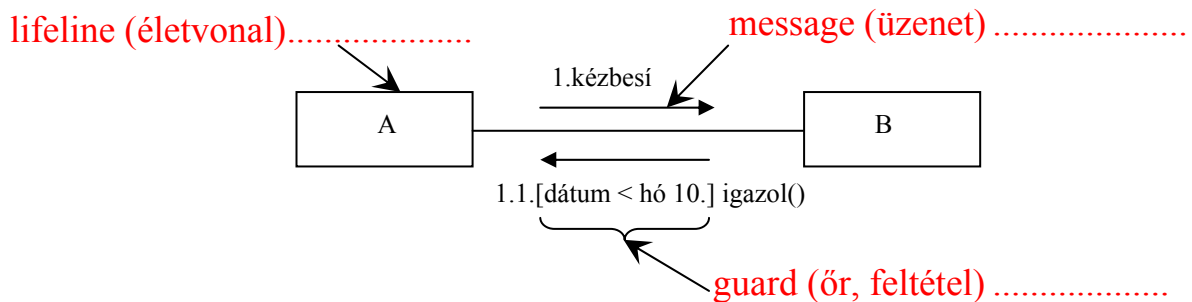 lifeline (életvonal)....................
message (üzenet) .....................
1.kézbesí
A
B
1.1.[dátum < hó 10.] igazol()
guard (őr, feltétel) ...................